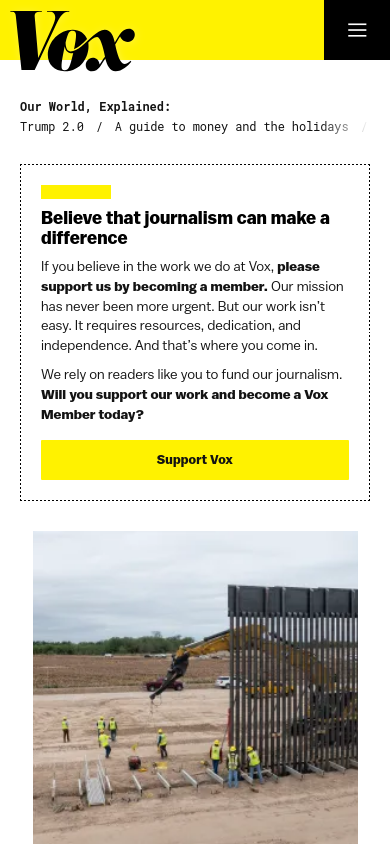 Vox
Our World, Explained:
Trump 2.0 / A guide to money and the holidays /
Believe that journalism can make a
difference
If you believe in the work we do at Vox, please
support us by becoming a member. Our mission
has never been more urgent. But our work isn't
easy. It requires resources, dedication, and
independence. And that's where you come in.
We rely on readers like you to fund our journalism.
Will you support our work and become a Vox
Member today?
Support Vox